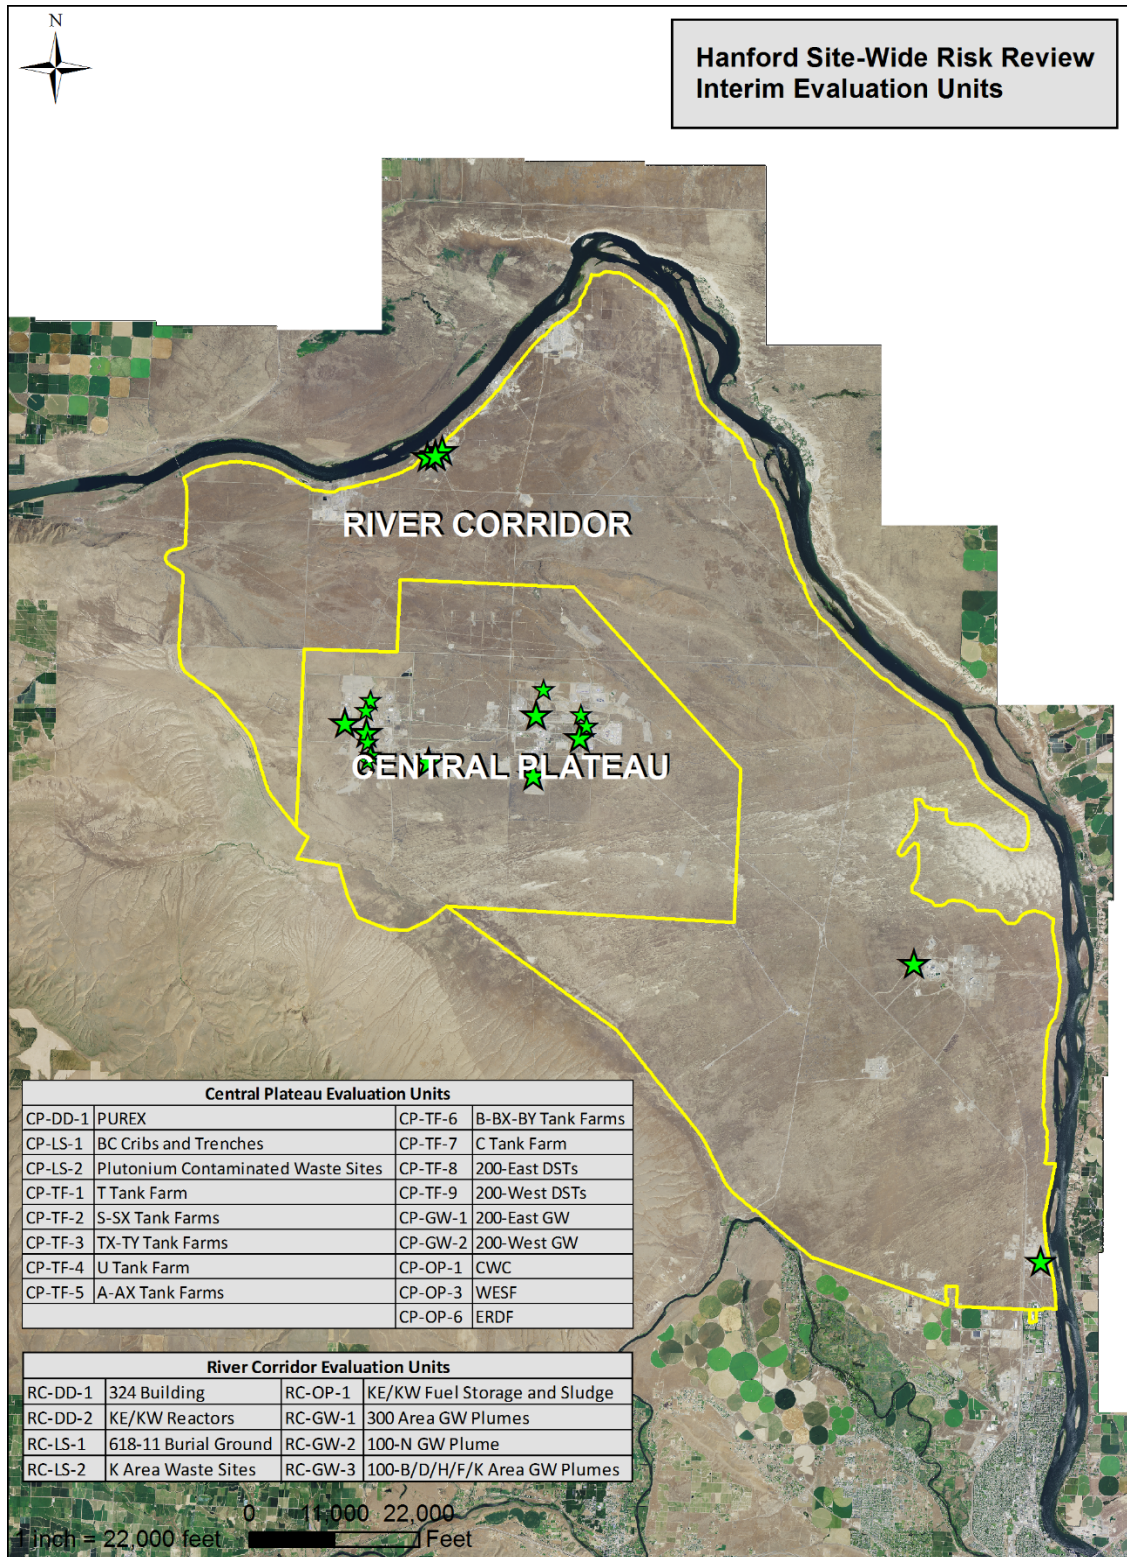 N
Hanford Site-Wide Risk Review
Interim Evaluation Units
RIVER CORRIDOR
CENTRAL PLATEAU
Central Plateau Evaluation Units
CP-DD-1 PUREX CP-TF-6 B-BX-BY Tank Farms
CP-LS-1 BC Cribs and Trenches CP-TF-7 C Tank Farm
CP-LS-2 Plutonium Contaminated Waste Sites CP-TF-8 200-East DSTs
CP-TF-1 T Tank Farm CP-TF-9 200-West DSTs
CP-TF-2 S-SX Tank Farms CP-GW-1 200-East GW
CP-TF-3 TX-TY Tank Farms CP-GW-2 200-West GW
CP-TF-4 U Tank Farm CP-OP-1 CWC
CP-TF-5 A-AX Tank Farms CP-OP-3 WESF
CP-OP-6 ERDF
River Corridor Evaluation Units
RC-DD-1 324 Building RC-OP-1 KE/KW Fuel Storage and Sludge
RC-DD-2 KE/KW Reactors RC-GW-1 300 Area GW Plumes
RC-LS-1 618-11 Burial Ground RC-GW-2 100-N GW Plume
RC-LS-2 K Area Waste Sites RC-GW-3 100-B/D/H/F/K Area GW Plumes
0 11,000 22,000
1 inch = 22,000 feet Feet